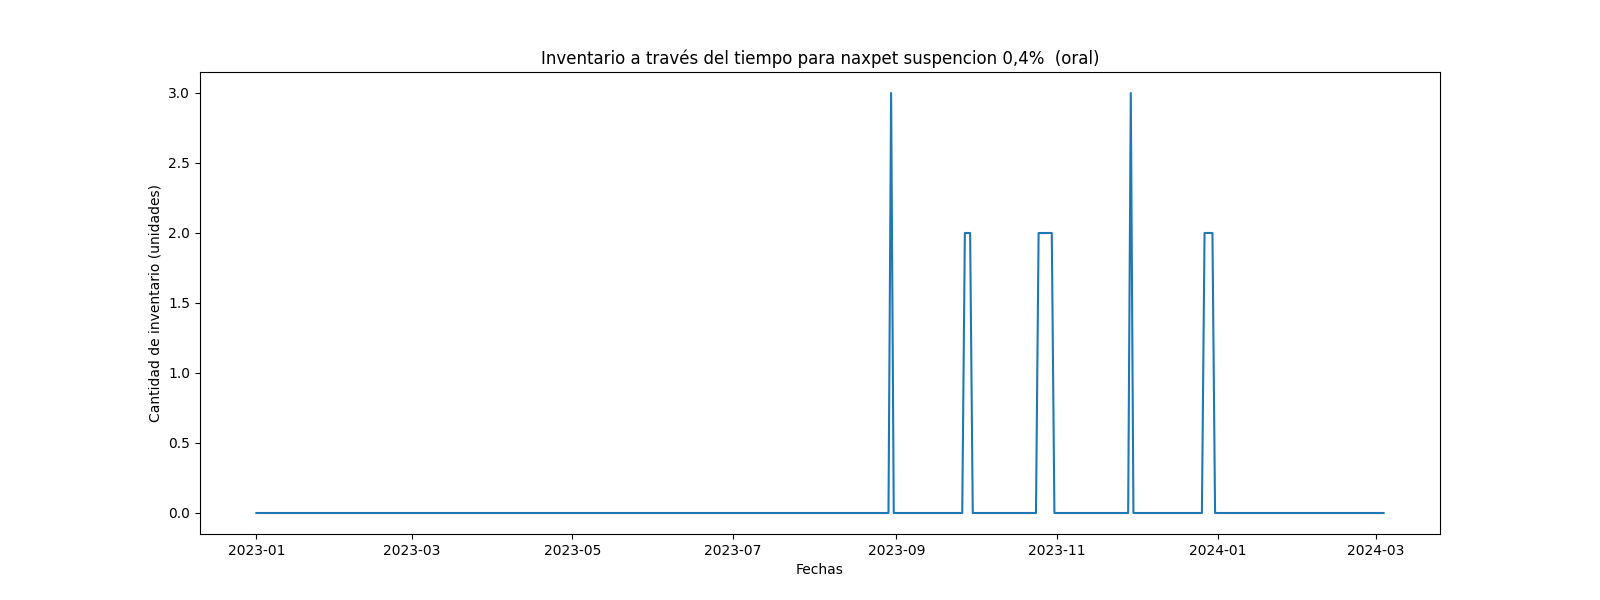 Inventario a través del tiempo para naxpet suspencion 0,4%  (oral)
Cantidad de inventario (unidades)
3.0
2.5
2.0
1.5
1.0
0.5
0.0
2023-01 2023-03 2023-05 2023-07 2023-09 2023-11 2024-01 2024-03
Fechas